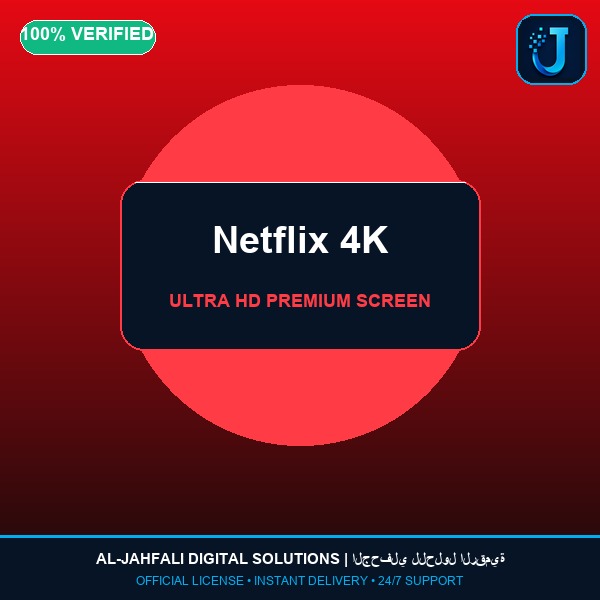 100% VERIFIED
Netflix 4K
ULTRA HD PREMIUM SCREEN
AL-JAHFALI DIGITAL SOLUTIONS | الجحفلي للحلول الرقمية
OFFICIAL LICENSE • INSTANT DELIVERY • 24/7 SUPPORT